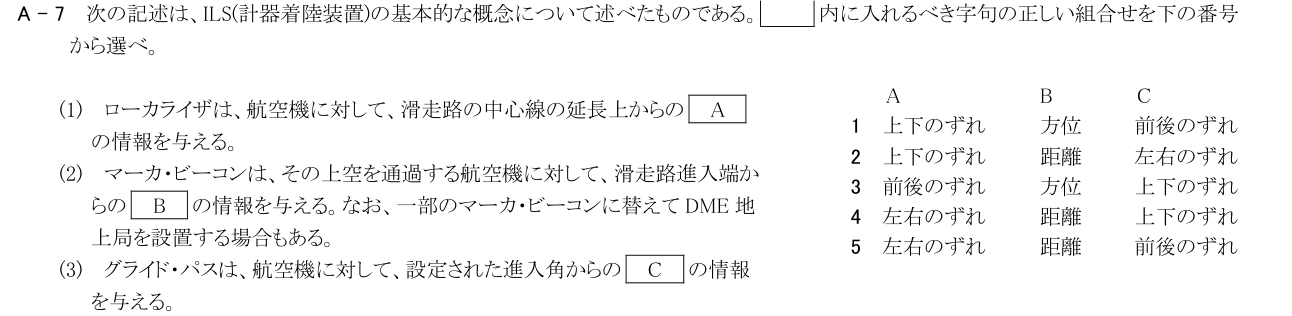 A－7 次の記述は、ILS(計器着陸装置)の基本的な概念について述べたものである。 内に入れるべき字句の正しい組合せを下の番号
から選べ。
(1) ローカライザは、航空機に対して、滑走路の中心線の延長上からの A
の情報を与える。
(2) マーカ・ビーコンは、その上空を通過する航空機に対して、滑走路進入端か
らの B の情報を与える。なお、一部のマーカ・ビーコンに替えて DME 地
上局を設置する場合もある。
(3) グライド・パスは、航空機に対して、設定された進入角からの C の情報
を与える。
A B C
1 上下のずれ 方位 前後のずれ
2 上下のずれ 距離 左右のずれ
3 前後のずれ 方位 上下のずれ
4 左右のずれ 距離 上下のずれ
5 左右のずれ 距離 前後のずれ